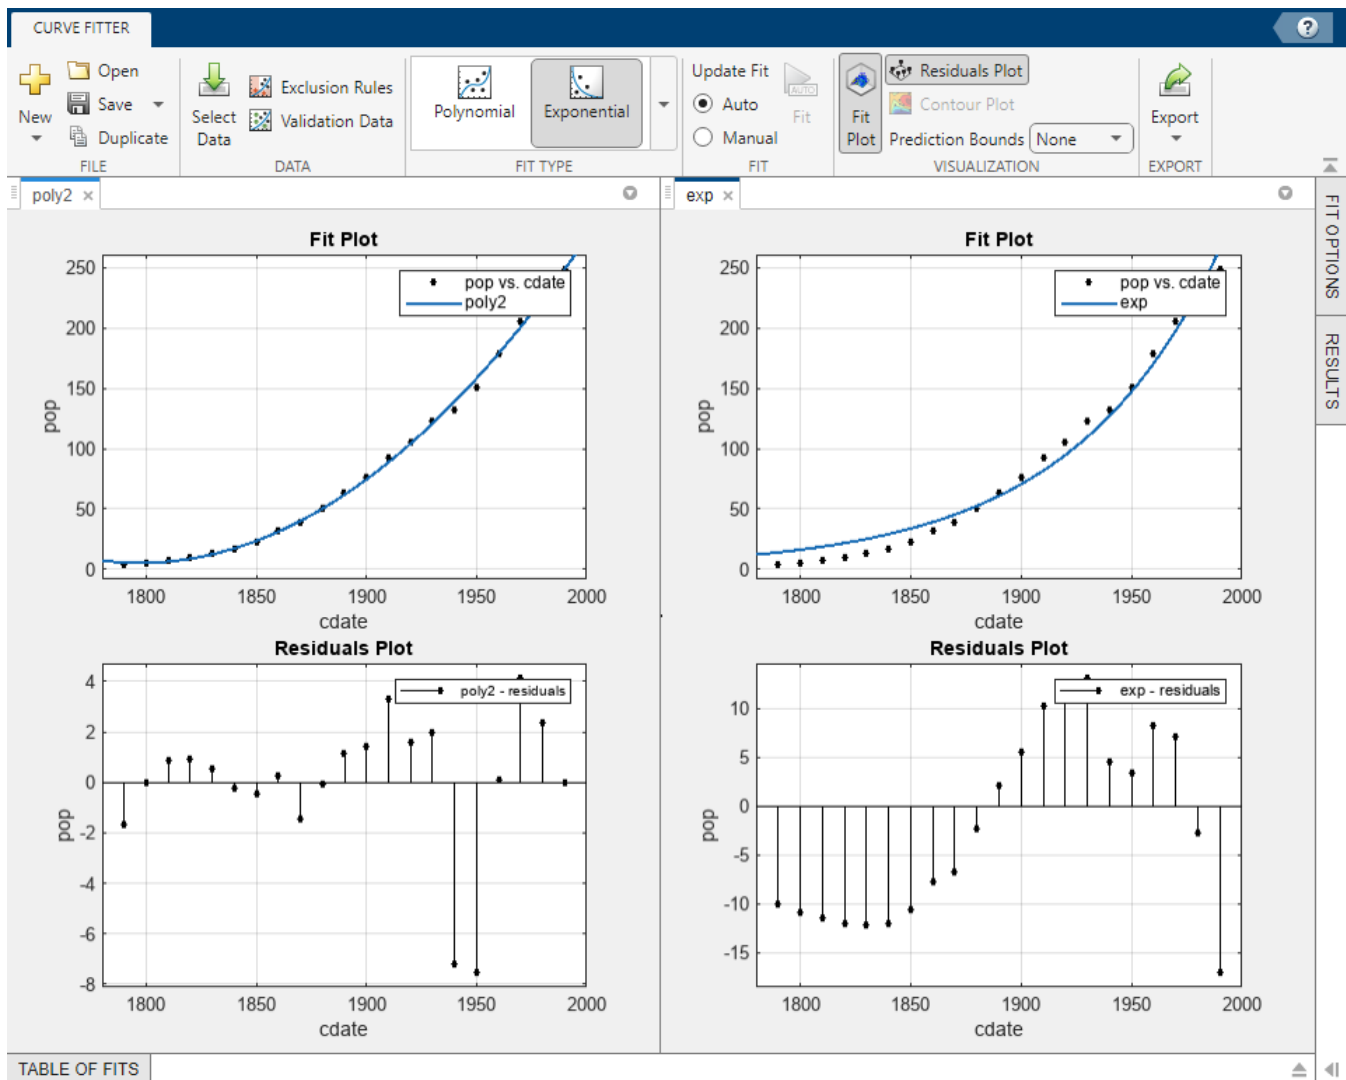 CURVE FITTER
?
New
Open
Save
Duplicate
FILE
Select
Data
Exclusion Rules
Validation Data
DATA
Polynomial
Exponential
FIT TYPE
Update Fit
Auto
Manual
AUTO
Fit
FIT
Fit
Plot
Residuals Plot
Contour Plot
Prediction Bounds None
VISUALIZATION
Export
EXPORT
poly2
Fit Plot
pop vs. cdate
poly2
250
200
150
100
50
0
pop
1800 1850 1900 1950 2000
cdate
Residuals Plot
poly2 - residuals
4
2
0
-2
-4
-6
-8
pop
1800 1850 1900 1950 2000
cdate
exp
Fit Plot
pop vs. cdate
exp
250
200
150
100
50
0
pop
1800 1850 1900 1950 2000
cdate
Residuals Plot
exp - residuals
10
5
0
-5
-10
-15
pop
1800 1850 1900 1950 2000
cdate
FIT OPTIONS
RESULTS
TABLE OF FITS